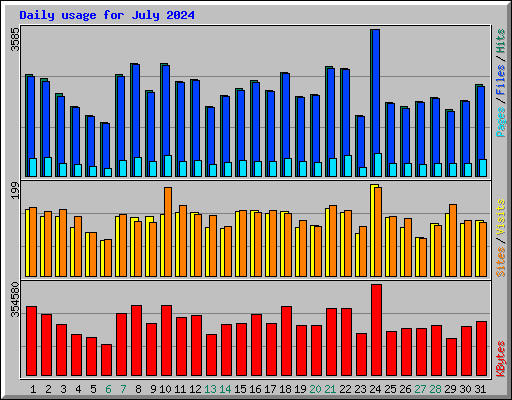 Daily usage for July 2024
3585
Pages / Files / Hits
199
Sites / Visits
354580
KBytes
1 2 3 4 5 6 7 8 9 10 11 12 13 14 15 16 17 18 19 20 21 22 23 24 25 26 27 28 29 30 31